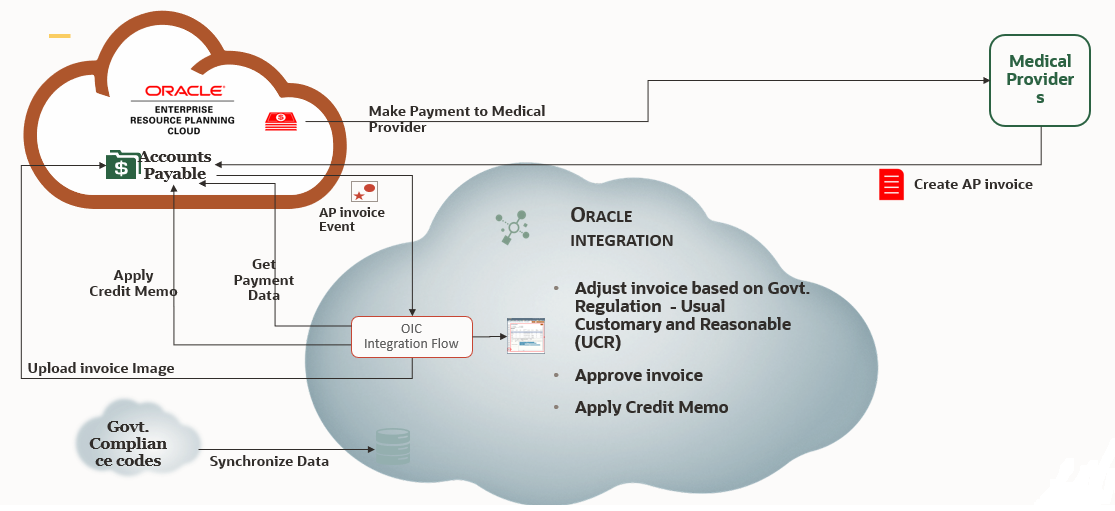 ORACLE
ENTERPRISE
RESOURCE PLANNING
CLOUD
Make Payment to Medical
Provider
Medical
Provider
s
Accounts
Payable
$
Create AP invoice
AP invoice
Event
ORACLE
INTEGRATION
Apply
Credit Memo
Get
Payment
Data
• Adjust invoice based on Govt.
Regulation - Usual
Customary and Reasonable
(UCR)
• Approve invoice
• Apply Credit Memo
OIC
Integration Flow
Upload invoice Image
Govt.
Complian
ce codes
Synchronize Data